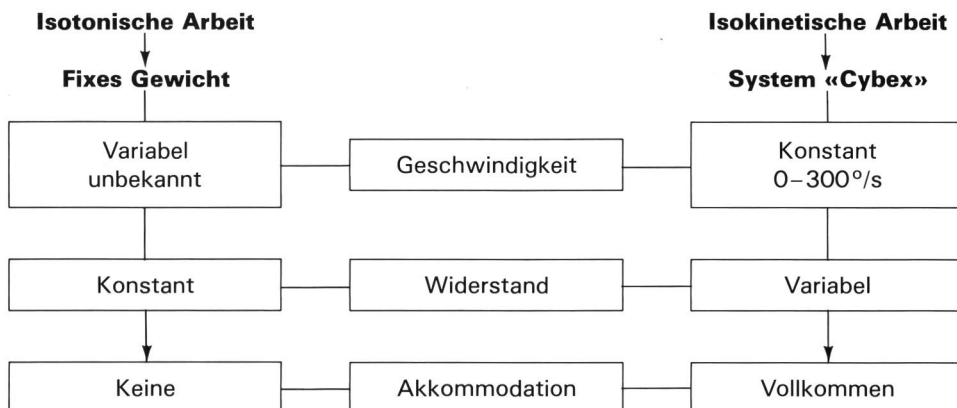 Isotonische Arbeit
Isokinetische Arbeit
Fixes Gewicht
System «Cybex»
Variabel
unbekannt
Geschwindigkeit
Konstant
0–300°/s
Konstant
Widerstand
Variabel
Keine
Akkommodation
Vollkommen